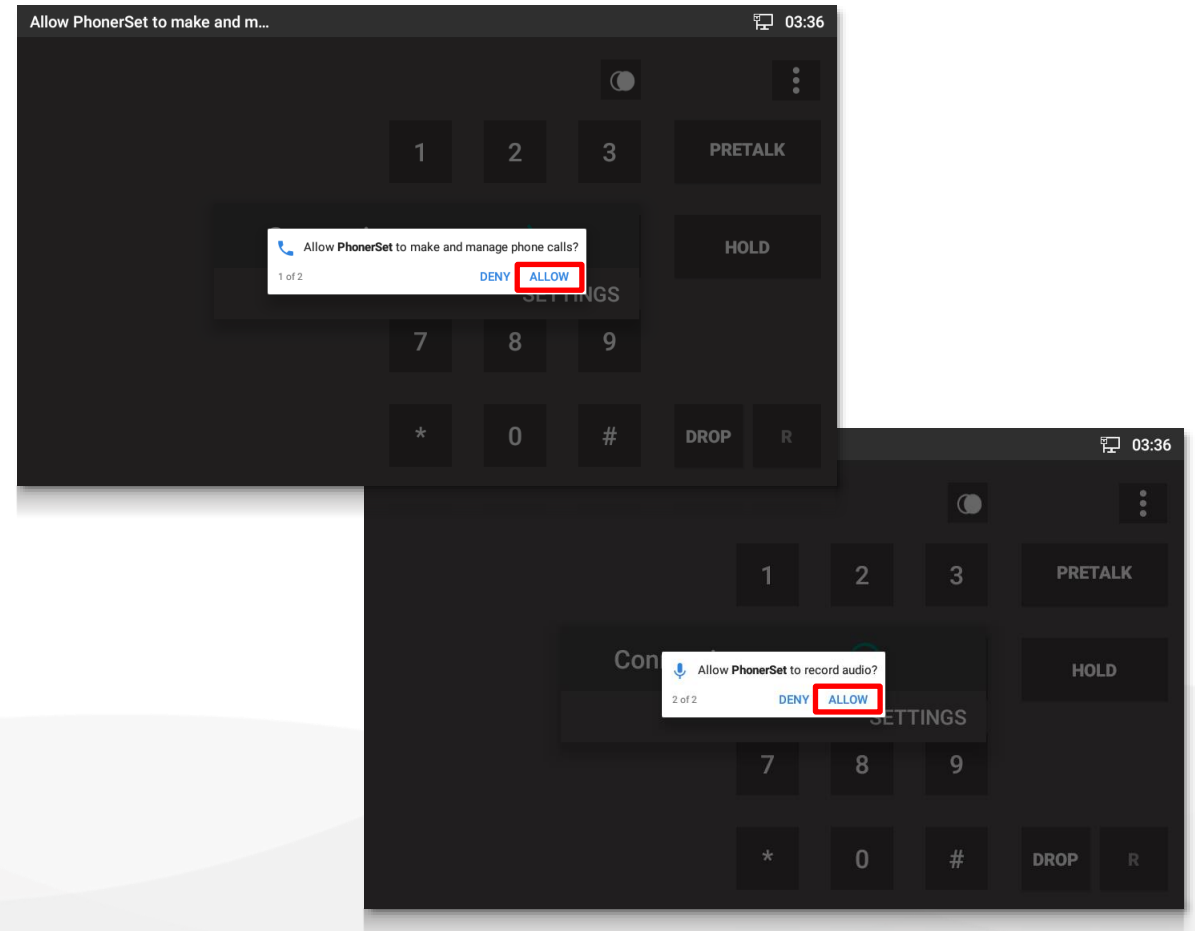 Allow PhonerSet to make and m... 03:36
1 2 3 PRETALK
Allow PhonerSet to make and manage phone calls? HOLD
1 of 2 DENY ALLOW
SETTINGS
7 8 9
* 0 # DROP R
03:36
1 2 3 PRETALK
Allow PhonerSet to record audio? HOLD
2 of 2 DENY ALLOW
SETTINGS
7 8 9
* 0 # DROP R